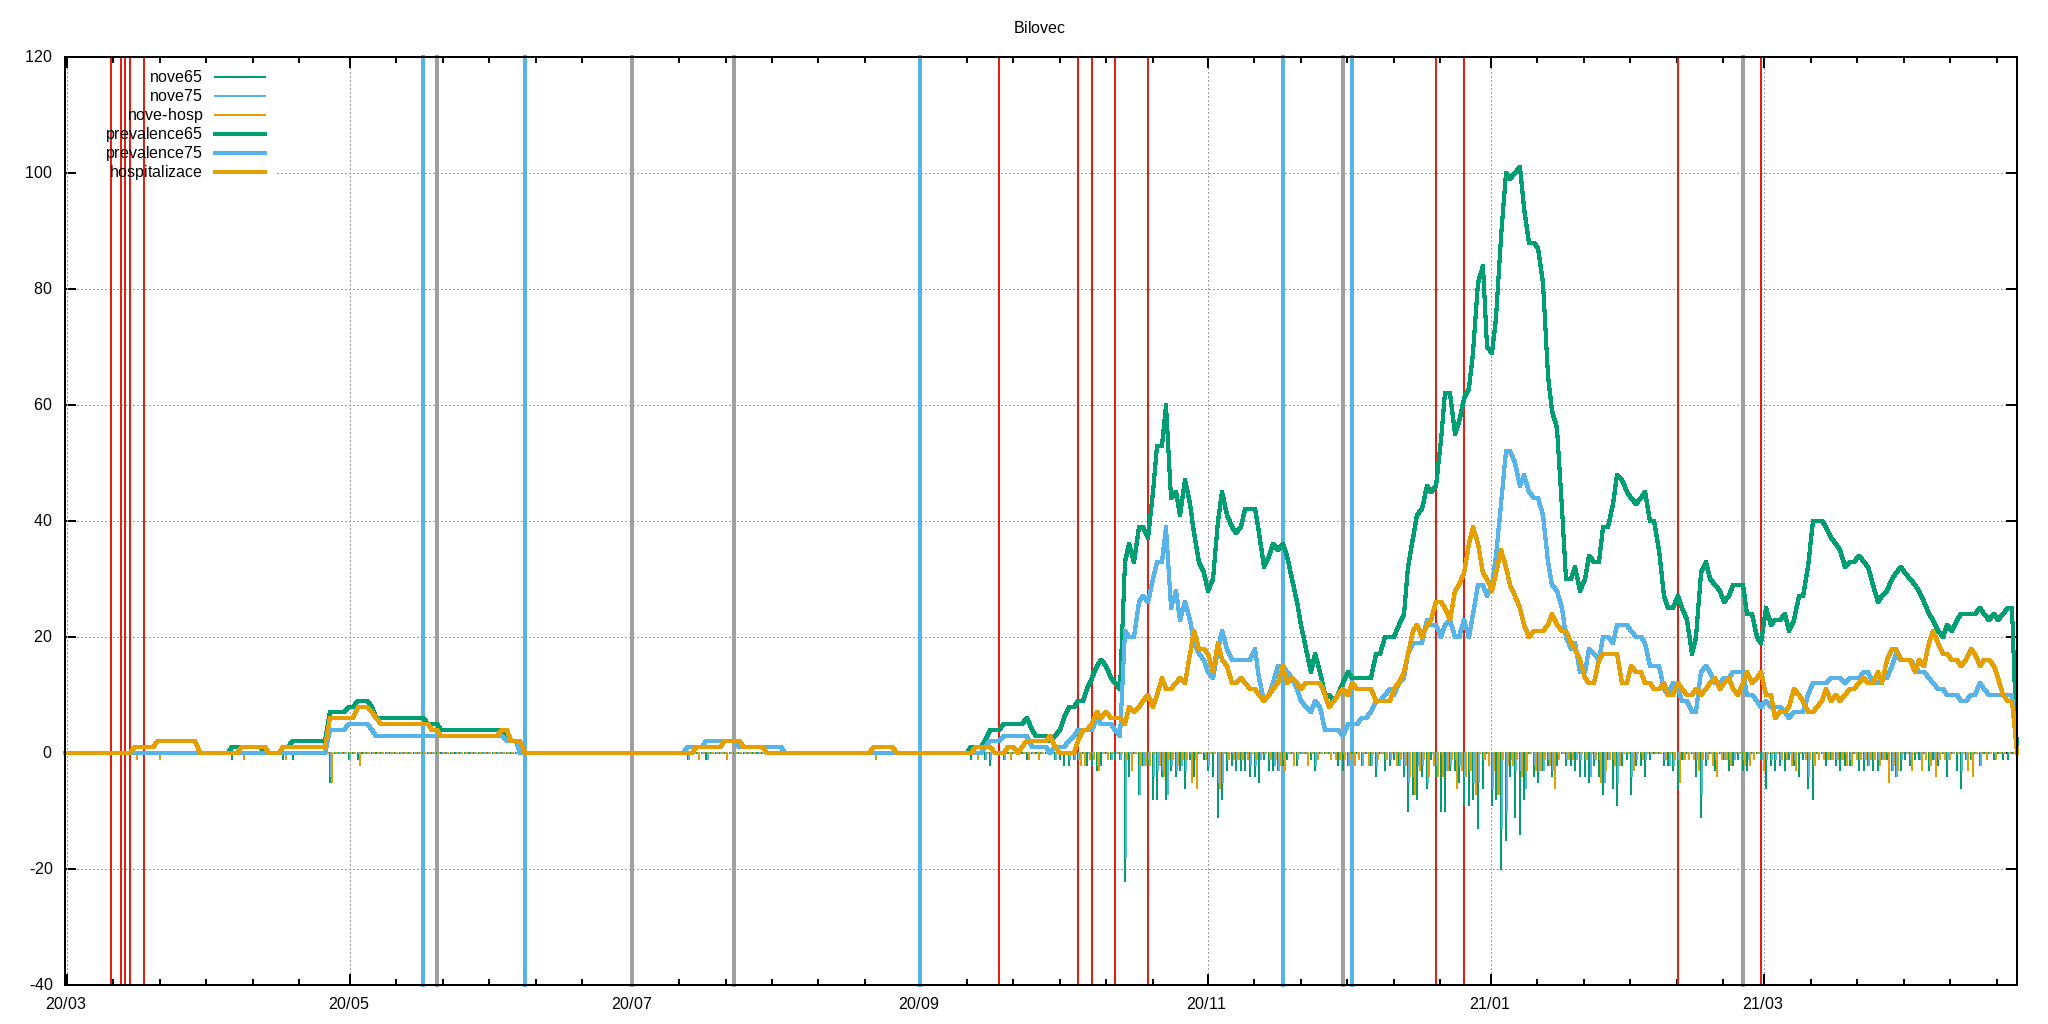 Bilovec
120
100
80
60
40
20
0
-20
-40
nove65
nove75
nove-hosp
prevalence65
prevalence75
hospitalizace
20/03 20/05 20/07 20/09 20/11 21/01 21/03